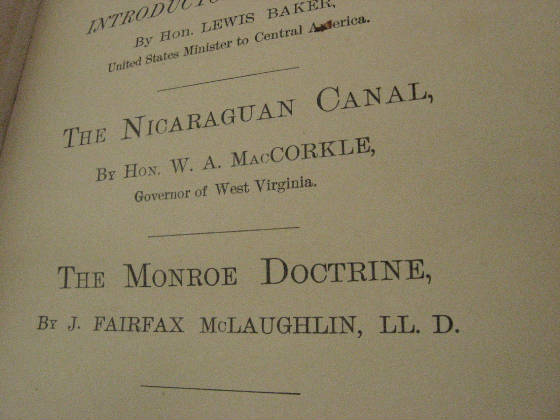 INTRODUCTO
By Hon. LEWIS BAKER,
United States Minister to Central America.
THE NICARAGUAN CANAL,
BY HON. W. A. MACCORKLE,
Governor of West Virginia.
THE MONROE DOCTRINE,
BY J. FAIRFAX McLAUGHLIN, LL. D.